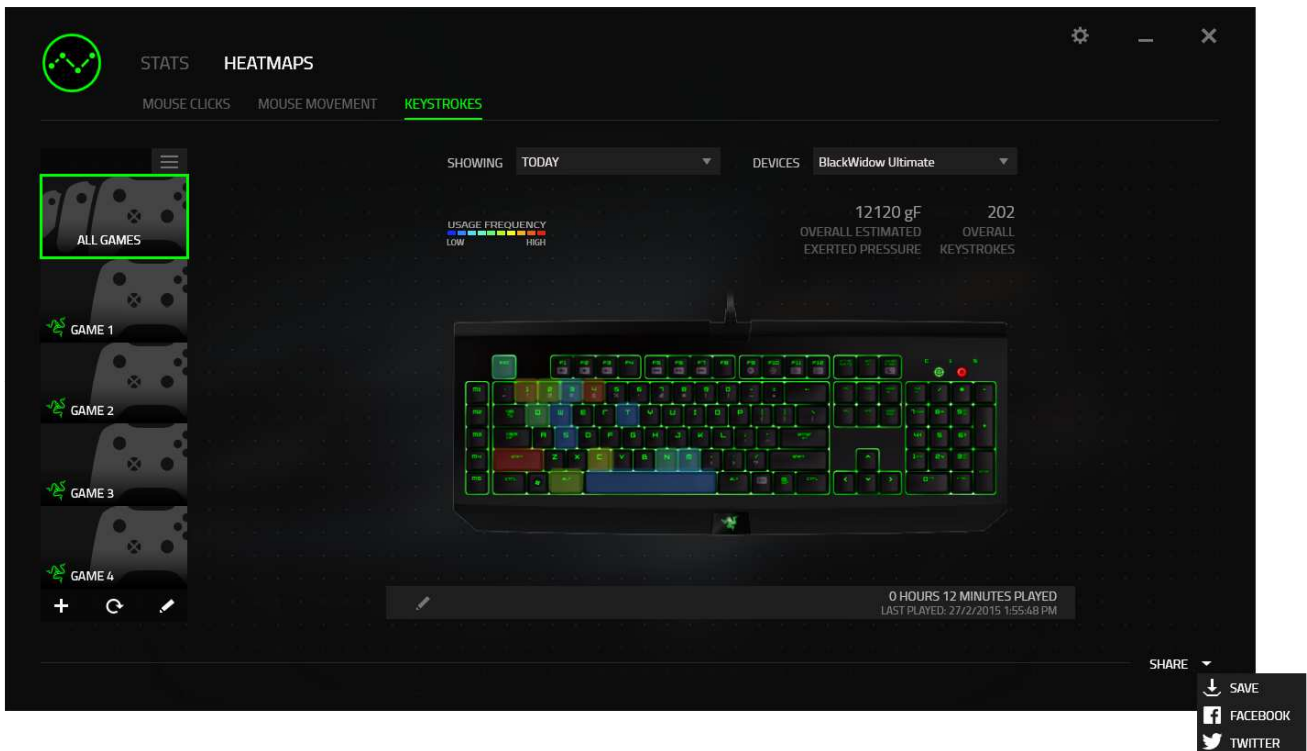 STATS HEATMAPS
MOUSE CLICKS MOUSE MOVEMENT KEYSTROKES
SHOWING TODAY DEVICES BlackWidow Ultimate
12120 gF 202
USAGE FREQUENCY
OVERALL ESTIMATED OVERALL
LOW HIGH
EXERTED PRESSURE KEYSTROKES
ALL GAMES
GAME 1
GAME 2
GAME 3
GAME 4
0 HOURS 12 MINUTES PLAYED
LAST PLAYED: 27/2/2015 1:55:48 PM
SHARE
SAVE
FACEBOOK
TWITTER